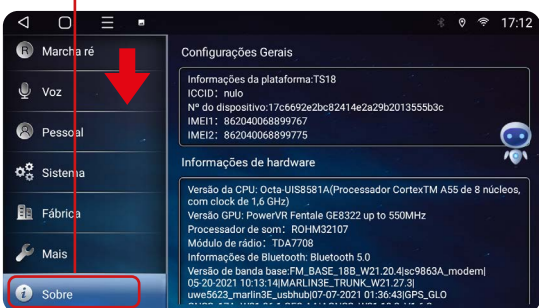 17:12
Marcha ré
Voz
Pessoal
Sistema
Fábrica
Mais
Sobre
Configurações Gerais
Informações da plataforma:TS18
ICCID: nulo
Nº do dispositivo:17c6692e2bc82414e2a29b2013555b3c
IMEI1: 862040068899767
IMEI2: 862040068899775
Informações de hardware
Versão da CPU: Octa-UIS8581A(Processador CortexTM A55 de 8 núcleos,
com clock de 1,6 GHz)
Versão GPU: PowerVR Fentale GE8322 up to 550MHz
Processador de som: ROHM32107
Módulo de rádio: TDA7708
Informações de Bluetooth: Bluetooth 5.0
Versão de banda base:FM_BASE_18B_W21.20.4|sc9863A_modem|
05-20-2021 10:13:14|MARLIN3E_TRUNK_W21.27.3|
uwe5623_marlin3E_usbhub|07-07-2021 01:36:43|GPS_GLO